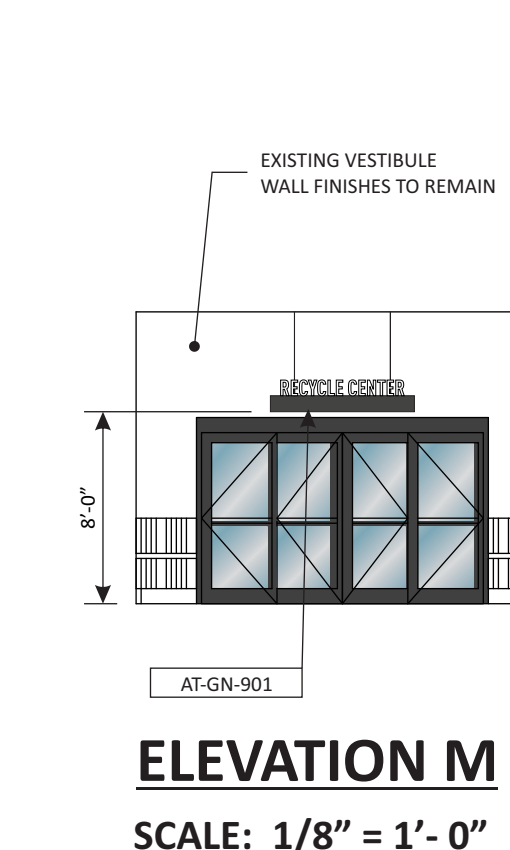 EXISTING VESTIBULE
WALL FINISHES TO REMAIN
RECYCLE CENTER
8’-0”
AT-GN-901
ELEVATION M
SCALE: 1/8” = 1’- 0”